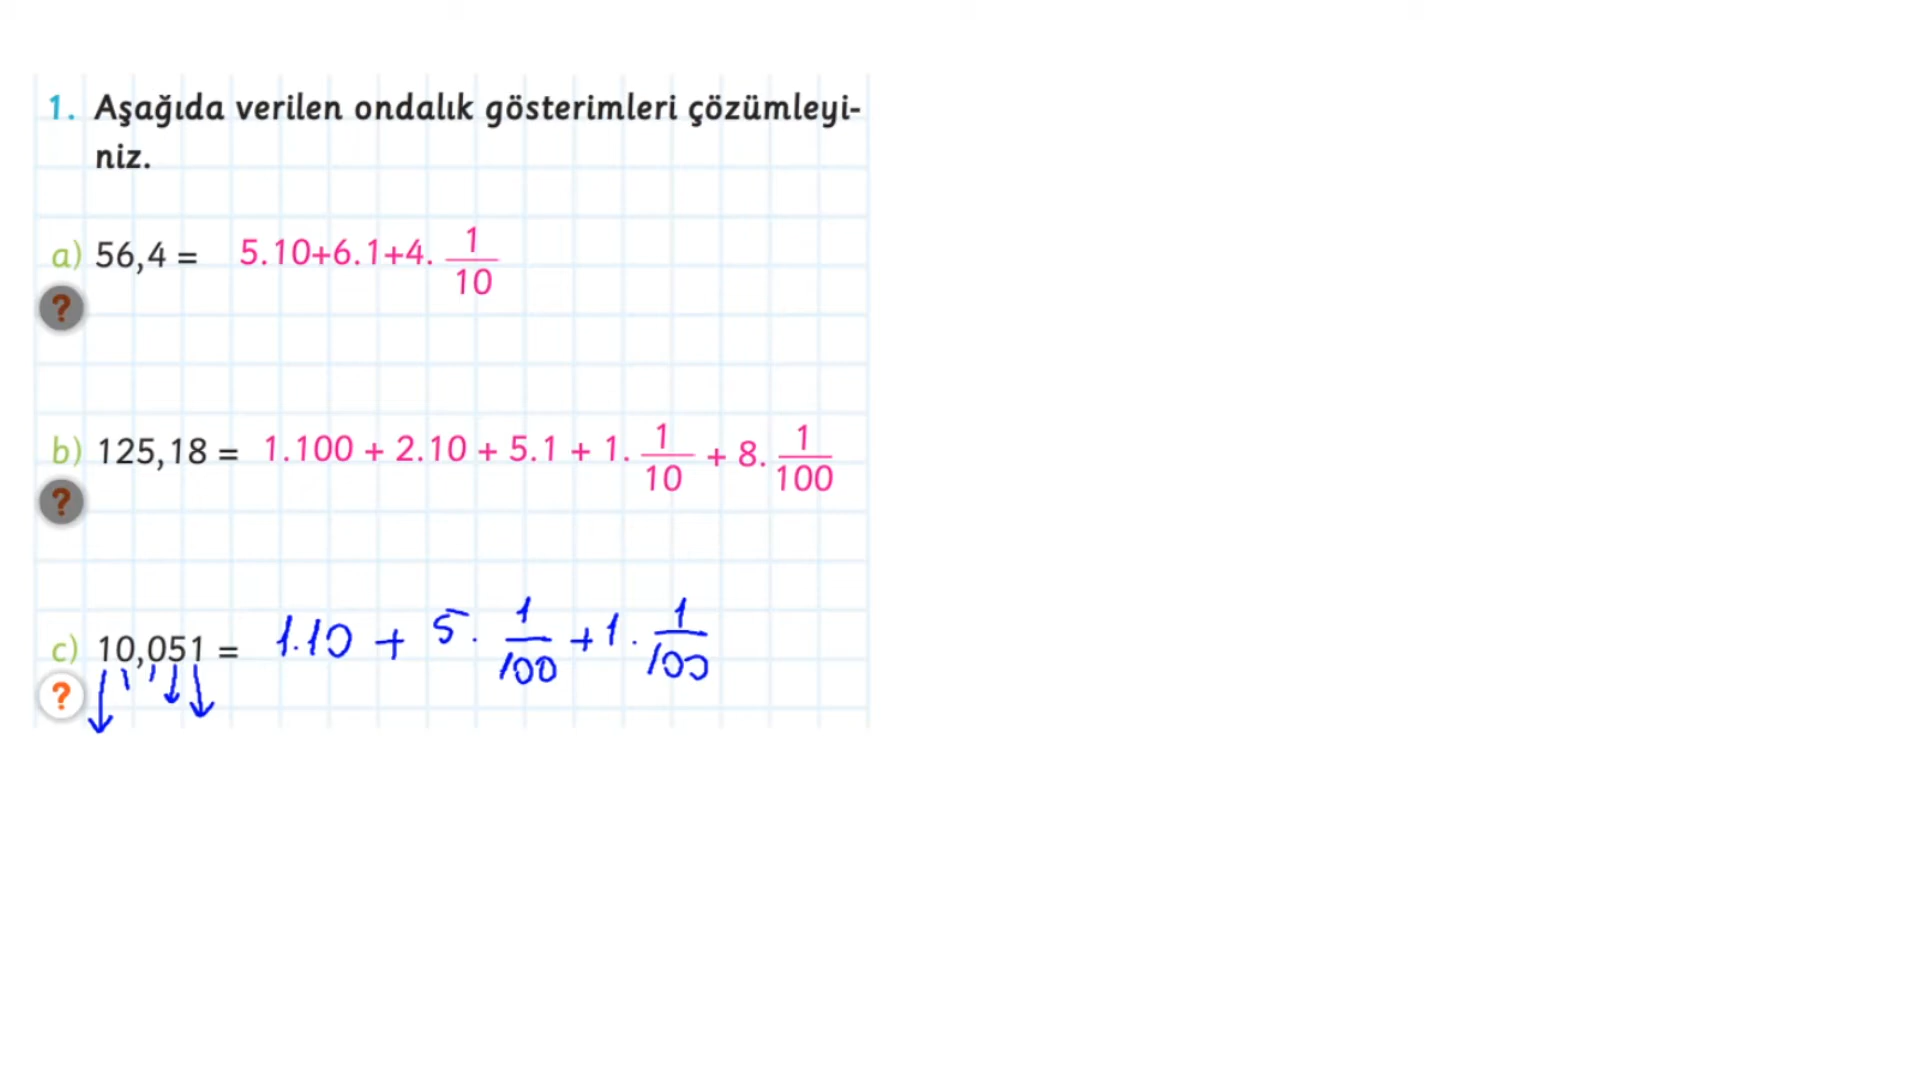 1. Aşağıda verilen ondalık gösterimleri çözümleyi-
niz.
a) 56,4 = 5.10+6.1+4. 1/10
?
b) 125,18 = 1.100 + 2.10 + 5.1 + 1. 1/10 + 8. 1/100
?
c) 10,051 = 1.10 + 5. 1/100 + 1. 1/100
?